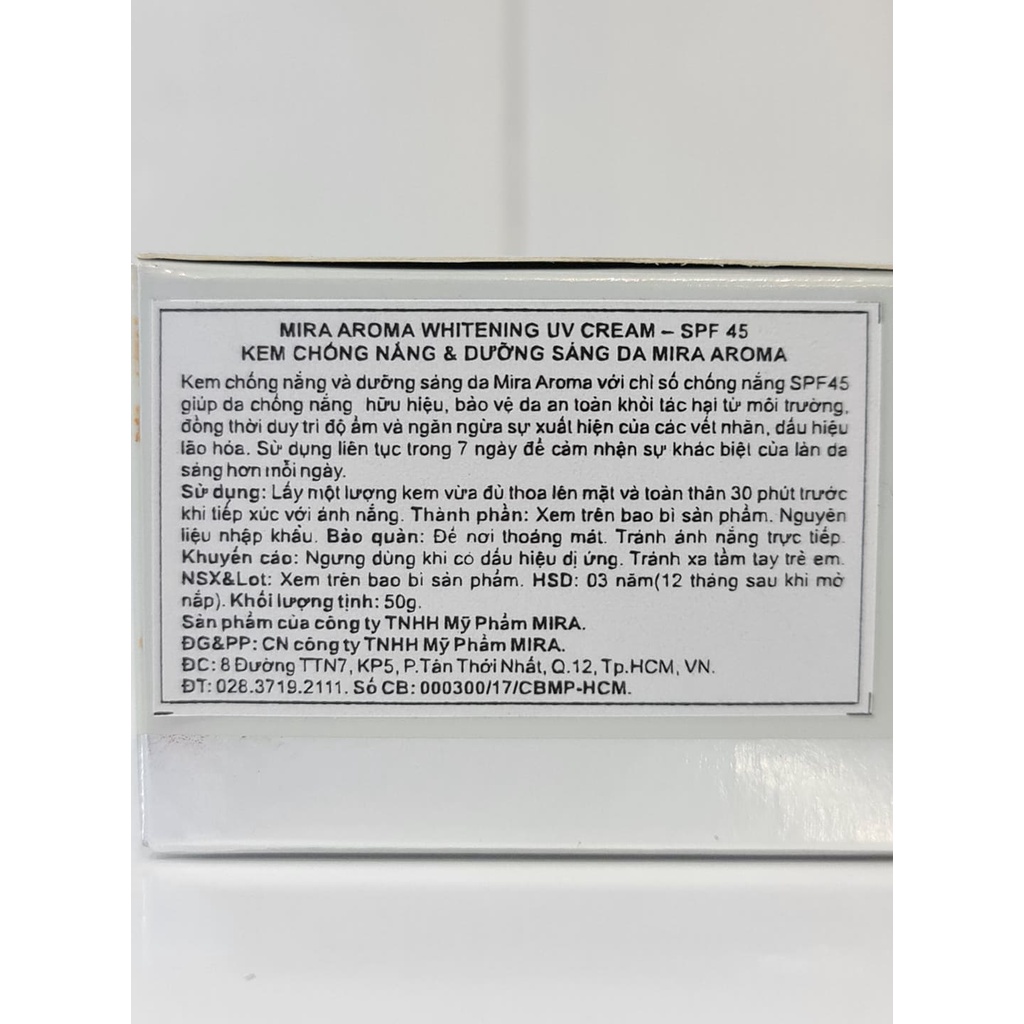 MIRA AROMA WHITENING UV CREAM – SPF 45
KEM CHỐNG NẮNG & DƯỠNG SÁNG DA MIRA AROMA
Kem chống nắng và dưỡng sáng da Mira Aroma với chỉ số chống nắng SPF45
giúp da chống nắng hữu hiệu, bảo vệ da an toàn khỏi tác hại từ môi trường,
đồng thời duy trì độ ẩm và ngăn ngừa sự xuất hiện của các vết nhăn, dấu hiệu
lão hóa. Sử dụng liên tục trong 7 ngày để cảm nhận sự khác biệt của làn da
sáng hơn mỗi ngày.
Sử dụng: Lấy một lượng kem vừa đủ thoa lên mặt và toàn thân 30 phút trước
khi tiếp xúc với ánh nắng. Thành phần: Xem trên bao bì sản phẩm. Nguyên
liệu nhập khẩu. Bảo quản: Để nơi thoáng mát. Tránh ánh nắng trực tiếp.
Khuyến cáo: Ngưng dùng khi có dấu hiệu dị ứng. Tránh xa tầm tay trẻ em.
NSX&Lot: Xem trên bao bì sản phẩm. HSD: 03 năm(12 tháng sau khi mở
nắp). Khối lượng tịnh: 50g.
Sản phẩm của công ty TNHH Mỹ Phẩm MIRA.
ĐG&PP: CN công ty TNHH Mỹ Phẩm MIRA.
ĐC: 8 Đường TTN7, KP5, P.Tân Thới Nhất, Q.12, Tp.HCM, VN.
ĐT: 028.3719.2111. Số CB: 000300/17/CBMP-HCM.